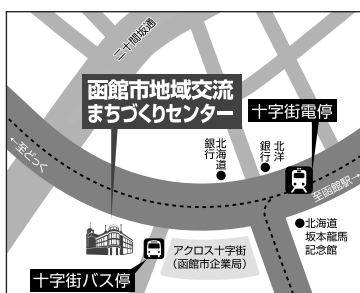 二十間坂通
函館市地域交流
まちづくりセンター
十字街電停
北海道
銀行
北洋
銀行
←至どっく
至函館駅→
北海道
坂本龍馬
記念館
アクロス十字街
(函館市企業局)
十字街バス停